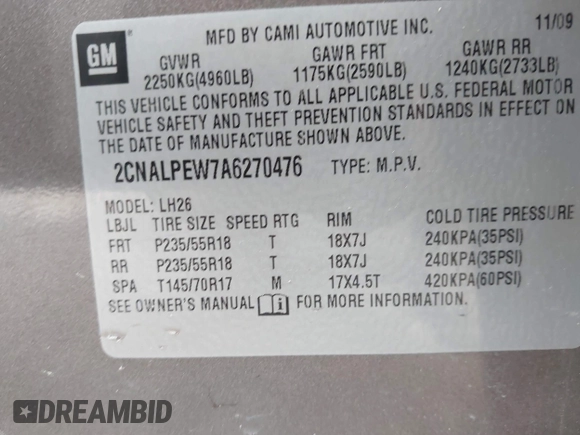 GM
MFD BY CAMI AUTOMOTIVE INC. 11/09
GVWR GAWR FRT GAWR RR
2250KG(4960LB) 1175KG(2590LB) 1240KG(2733LB)
THIS VEHICLE CONFORMS TO ALL APPLICABLE U.S. FEDERAL MOTOR
VEHICLE SAFETY AND THEFT PREVENTION STANDARDS IN EFFECT ON
THE DATE OF MANUFACTURE SHOWN ABOVE.
2CNALPEW7A6270476 TYPE: M.P.V.
MODEL: LH26
LBJL TIRE SIZE SPEED RTG RIM COLD TIRE PRESSURE
FRT P235/55R18 T 18X7J 240KPA(35PSI)
RR P235/55R18 T 18X7J 240KPA(35PSI)
SPA T145/70R17 M 17X4.5T 420KPA(60PSI)
SEE OWNER'S MANUAL FOR MORE INFORMATION.
DREAMBID